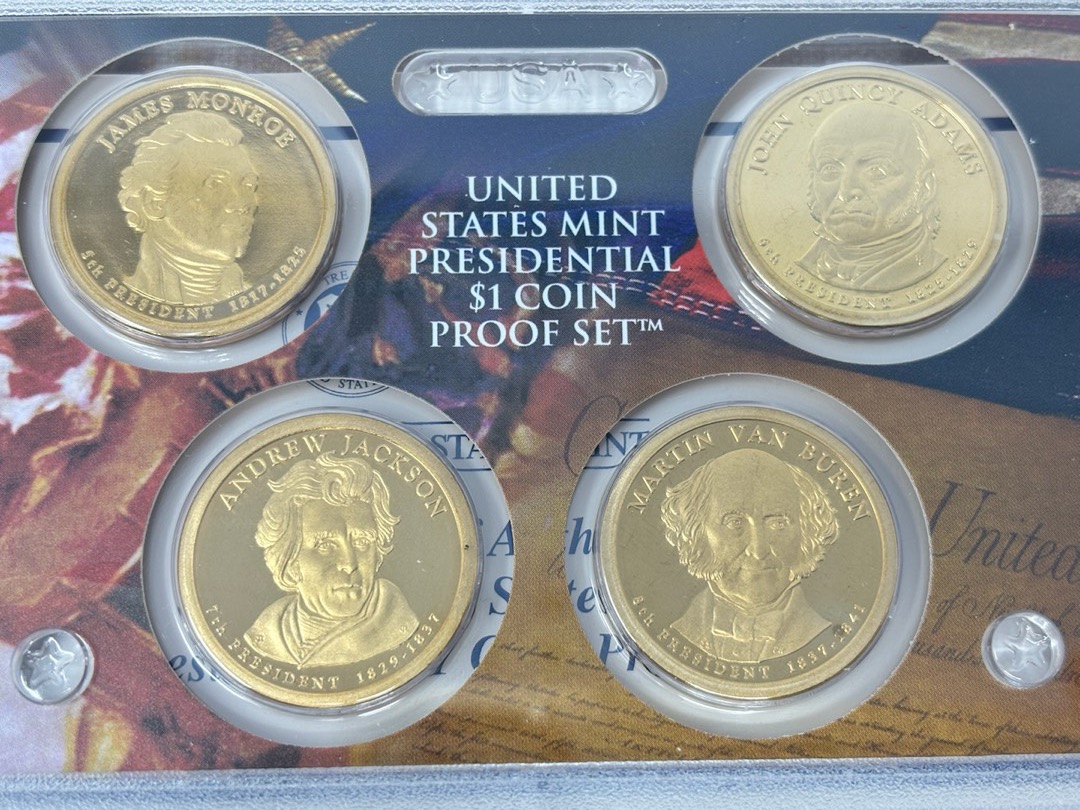 JAMES MONROE
5th PRESIDENT 1817-1825
USA
JOHN QUINCY ADAMS
6th PRESIDENT 1825-1829
UNITED
STATES MINT
PRESIDENTIAL
$1 COIN
PROOF SET™
ANDREW JACKSON
7th PRESIDENT 1829-1837
MARTIN VAN BUREN
8th PRESIDENT 1837-1841
United